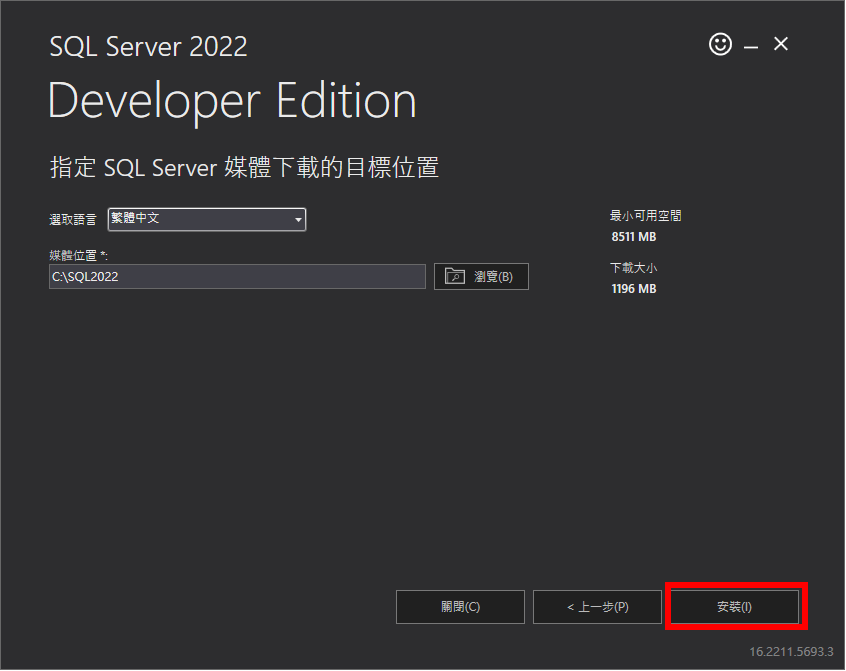 SQL Server 2022
Developer Edition
指定 SQL Server 媒體下載的目標位置
選取語言 繁體中文
最小可用空間
8511 MB
媒體位置 *:
C:\SQL2022 瀏覽(B)
下載大小
1196 MB
關閉(C) < 上一步(P) 安裝(I)
16.2211.5693.3